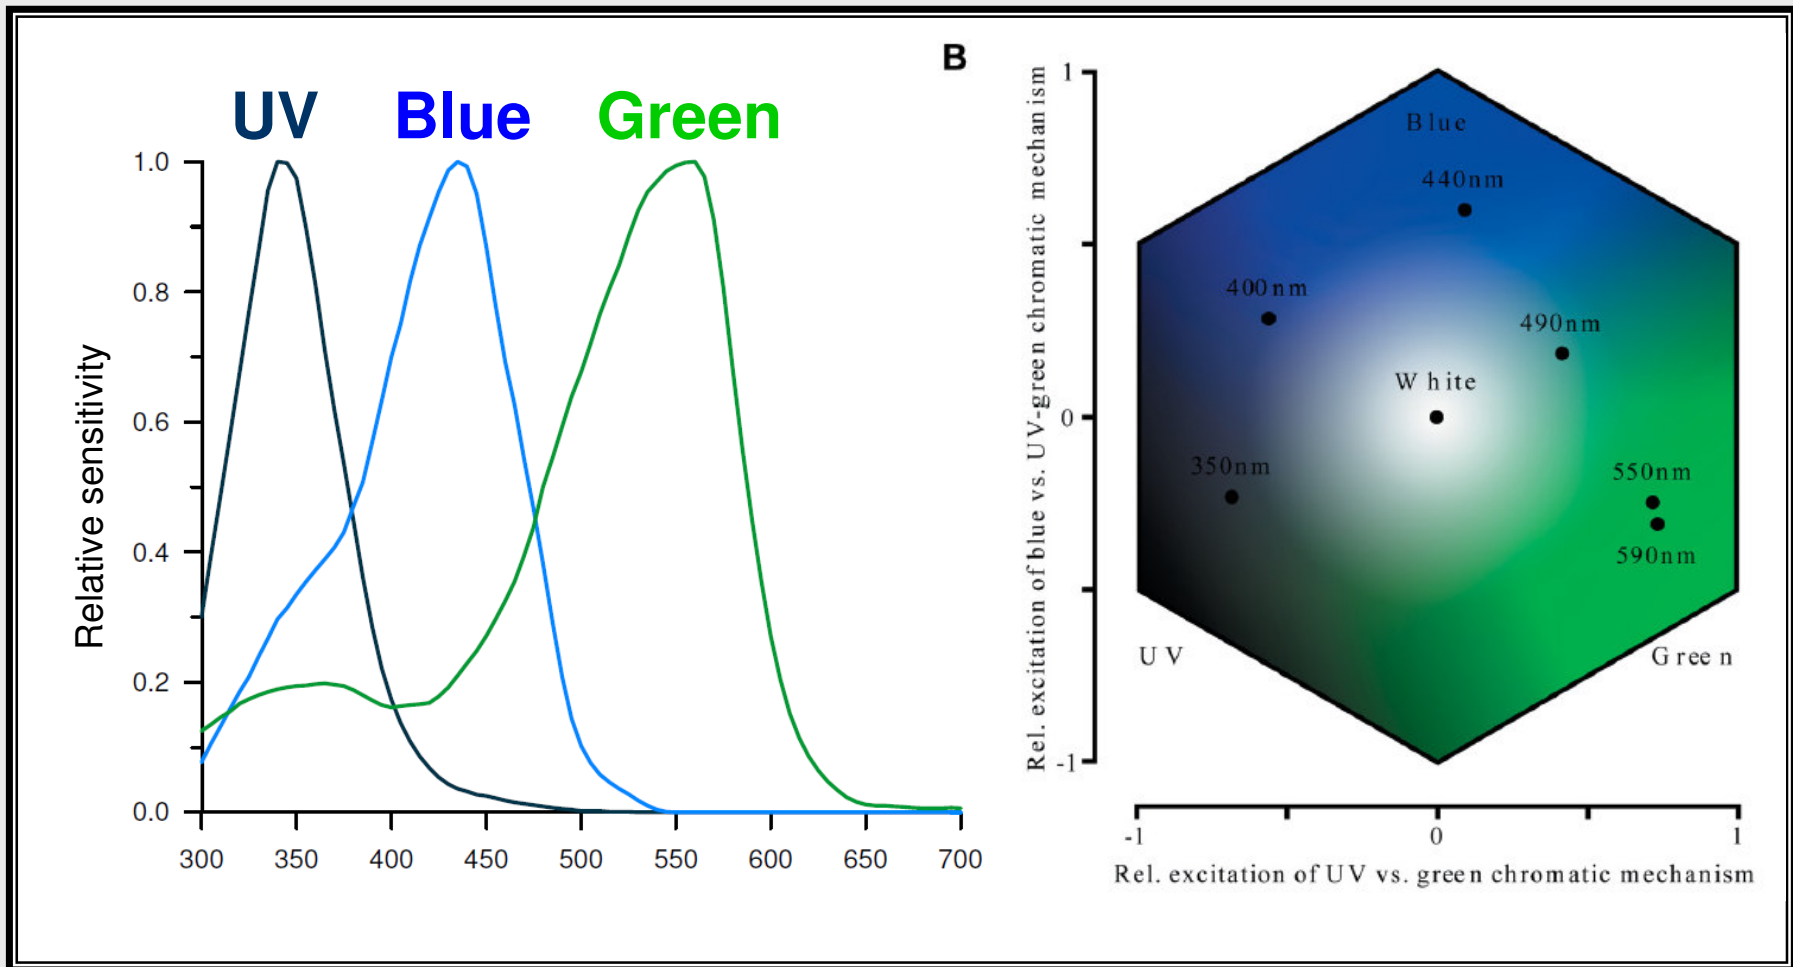 UV Blue Green
Relative sensitivity
1.0
0.8
0.6
0.4
0.2
0.0
300 350 400 450 500 550 600 650 700
B
Rel. excitation of blue vs. UV-green chromatic mechanism
1
0
-1
Blue
440nm
400nm
490nm
White
350nm
550nm
590nm
UV
Green
-1 0 1
Rel. excitation of UV vs. green chromatic mechanism